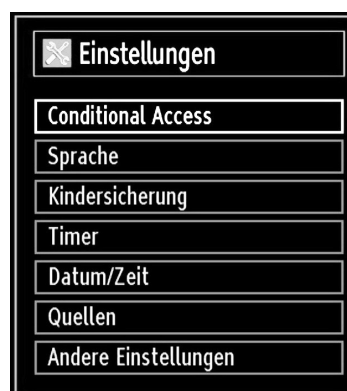 Einstellungen
Conditional Access
Sprache
Kindersicherung
Timer
Datum/Zeit
Quellen
Andere Einstellungen